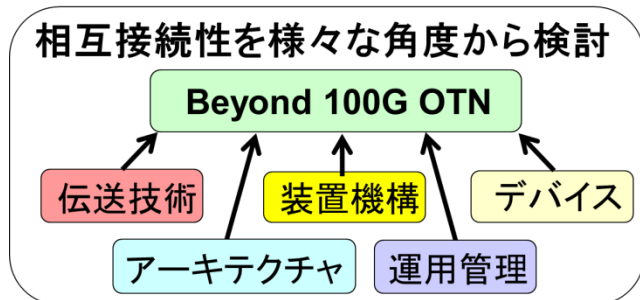 相互接続性を様々な角度から検討
Beyond 100G OTN
伝送技術
装置機構
デバイス
アーキテクチャ
運用管理